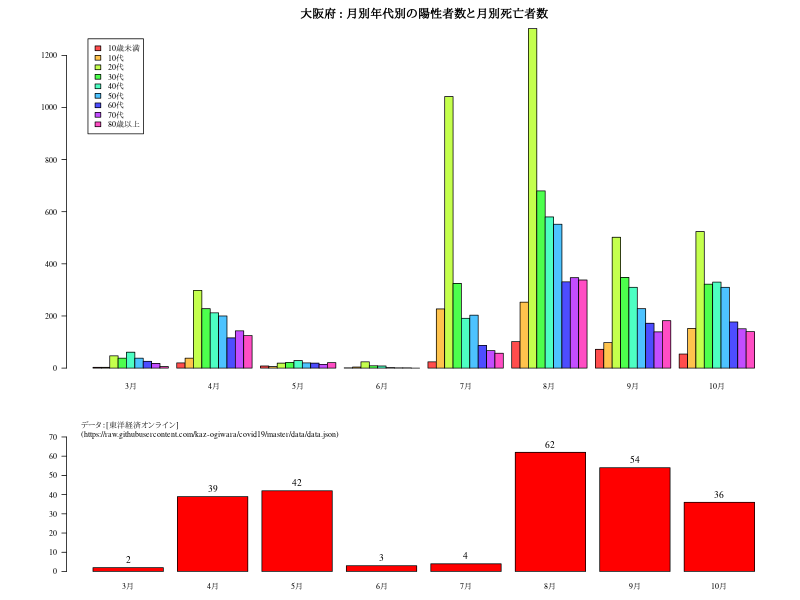 大阪府 : 月別年代別の陽性者数と月別死亡者数
1200
1000
800
600
400
200
0
10歳未満
10代
20代
30代
40代
50代
60代
70代
80歳以上
3月 4月 5月 6月 7月 8月 9月 10月
データ:[東洋経済オンライン]
(https://raw.githubusercontent.com/kaz-ogiwara/covid19/master/data/data.json)
70
60
50
40
30
20
10
0
2 39 42 3 4 62 54 36
3月 4月 5月 6月 7月 8月 9月 10月